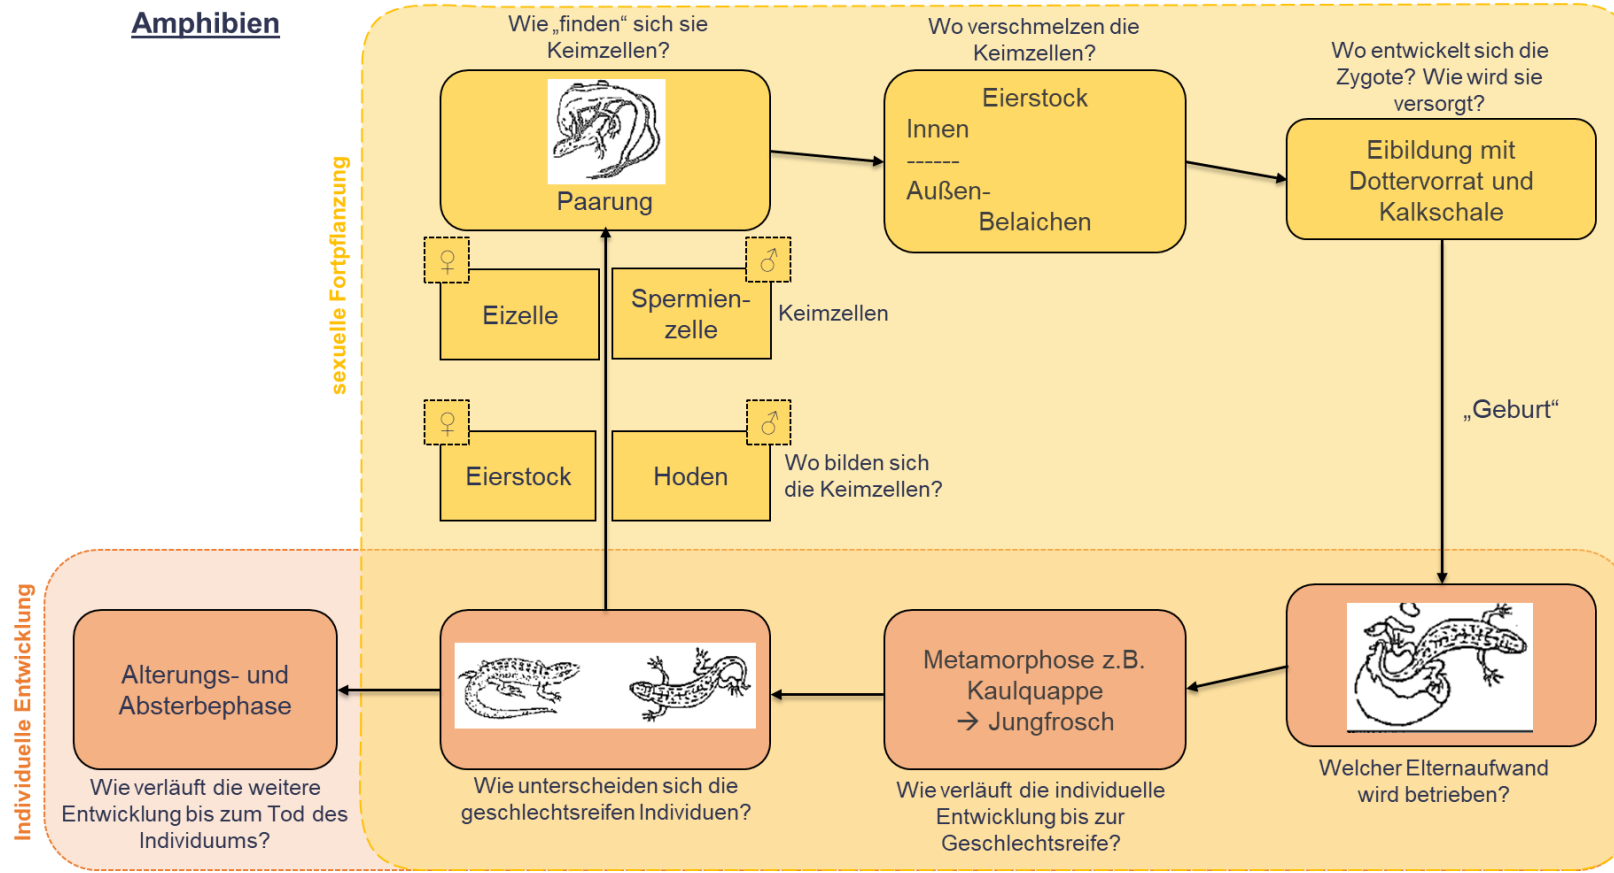 Amphibien
Wie „finden“ sich sie
Keimzellen?
Wo verschmelzen die
Keimzellen?
Wo entwickelt sich die
Zygote? Wie wird sie
versorgt?
Paarung
Eierstock
Innen
------
Außen-
Belaichen
Eibildung mit
Dottervorrat und
Kalkschale
sexuelle Fortpflanzung
♀
♂
Eizelle
Spermien-
zelle
Keimzellen
♀
♂
Eierstock
Hoden
Wo bilden sich
die Keimzellen?
„Geburt“
Individuelle Entwicklung
Alterungs- und
Absterbephase
Wie verläuft die weitere
Entwicklung bis zum Tod des
Individuums?
Wie unterscheiden sich die
geschlechtsreifen Individuen?
Metamorphose z.B.
Kaulquappe
→ Jungfrosch
Wie verläuft die individuelle
Entwicklung bis zur
Geschlechtsreife?
Welcher Elternaufwand
wird betrieben?